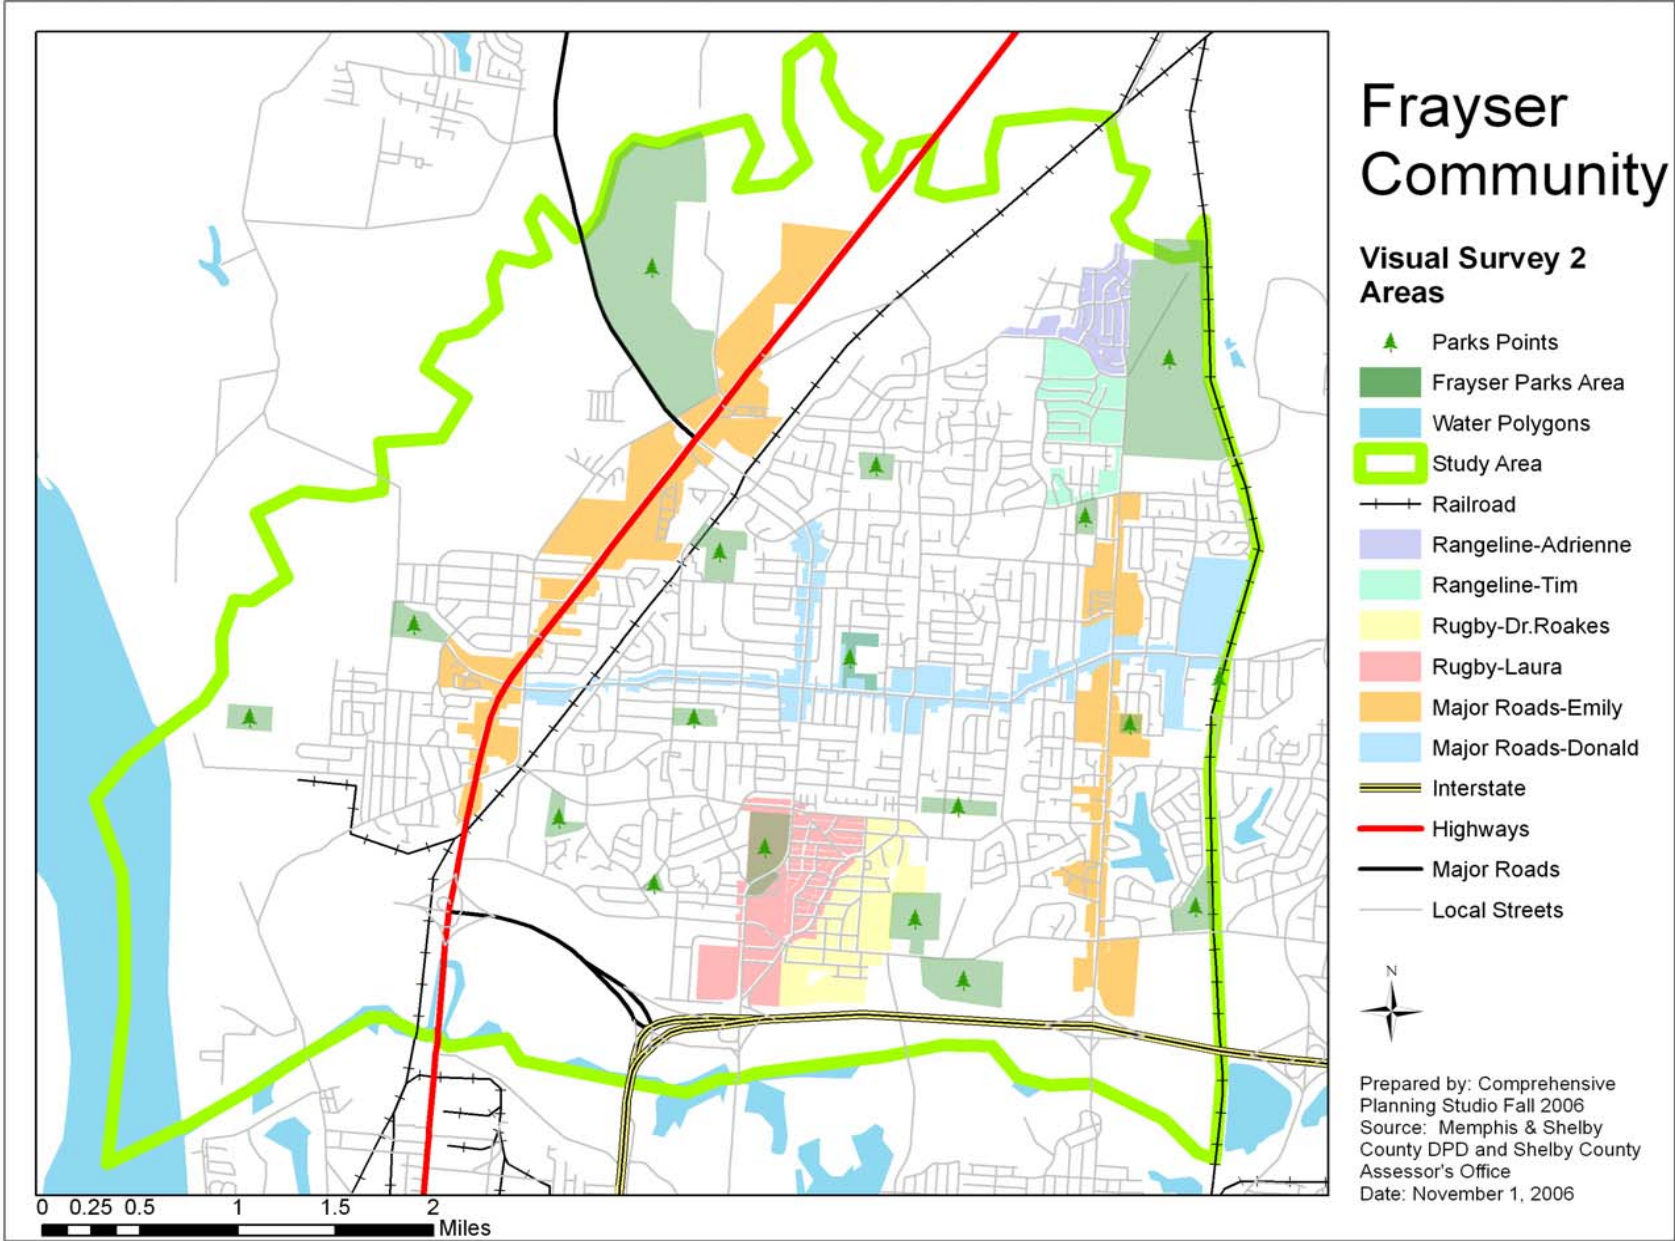 Frayser
Community
Visual Survey 2
Areas
Parks Points
Frayser Parks Area
Water Polygons
Study Area
Railroad
Rangeline-Adrienne
Rangeline-Tim
Rugby-Dr.Roakes
Rugby-Laura
Major Roads-Emily
Major Roads-Donald
Interstate
Highways
Major Roads
Local Streets
N
Prepared by: Comprehensive
Planning Studio Fall 2006
Source: Memphis & Shelby
County DPD and Shelby County
Assessor's Office
Date: November 1, 2006
0 0.25 0.5 1 1.5 2
Miles